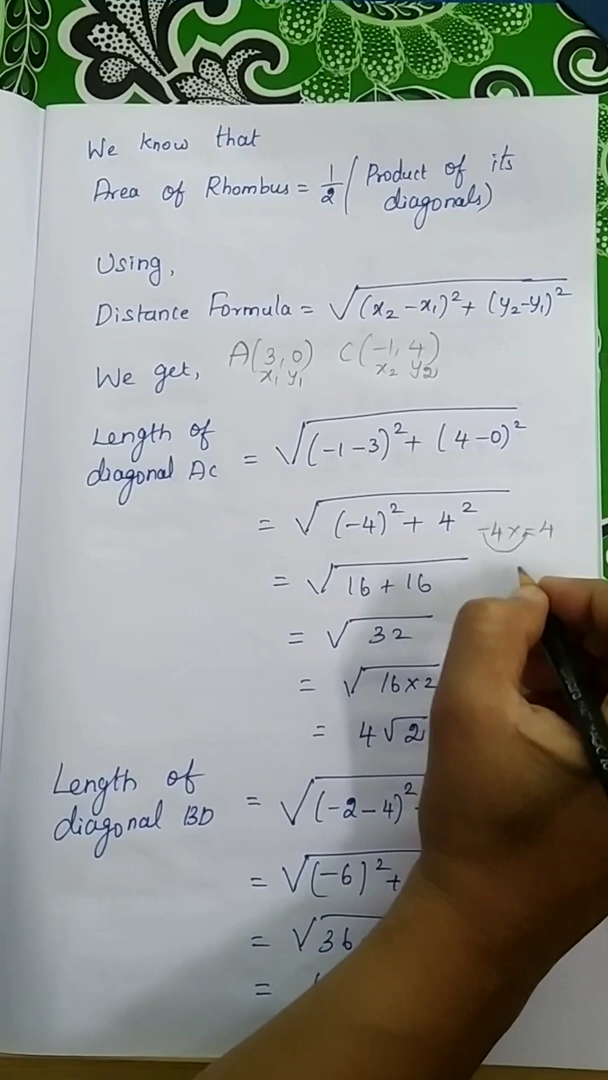 We know that
Area of Rhombus = 1/2 (Product of its diagonals)
Using,
Distance Formula = √((x₂-x₁)² + (y₂-y₁)²)
We get, A(3,0) C(-1,4)
x₁ y₁ x₂ y₂
Length of diagonal AC = √((-1-3)² + (4-0)²)
= √((-4)² + 4²)
-4×-4
= √(16+16)
= √32
= √(16×2)
= 4√2
Length of diagonal BD = √((-2-4)²
= √((-6)² +
= √36
=